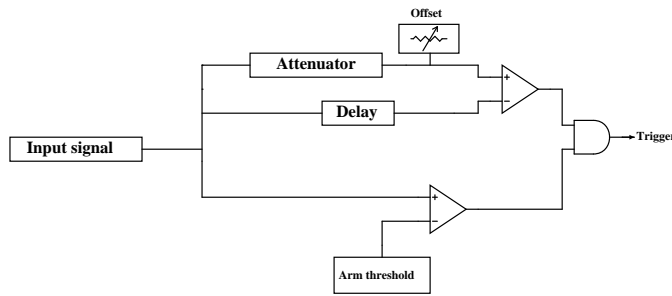 Offset
Attenuator
+
−
Delay
Input signal
Trigger
+
−
Arm threshold